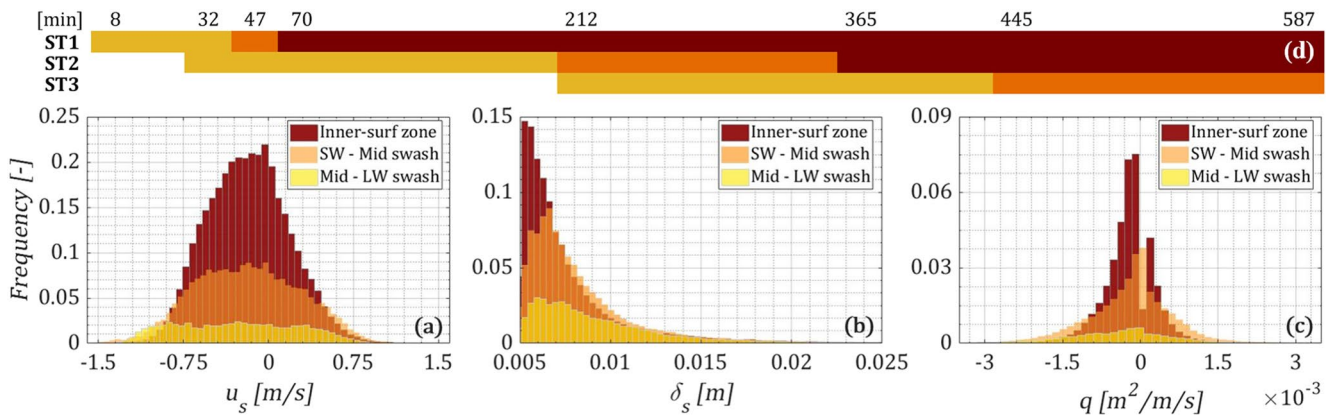 [min] 8 32 47 70 212 365 445 587
ST1
(d)
ST2
ST3
0.25
0.2
0.15
0.1
0.05
0
Frequency [-]
Inner-surf zone
SW - Mid swash
Mid - LW swash
(a)
-1.5 -0.75 0 0.75 1.5
u_s [m/s]
0.15
0.10
0.05
0
Inner-surf zone
SW - Mid swash
Mid - LW swash
(b)
0.005 0.01 0.015 0.02 0.025
δ_s [m]
0.09
0.06
0.03
0
Inner-surf zone
SW - Mid swash
Mid - LW swash
(c)
-3 -1.5 0 1.5 3
q [m²/m/s] ×10⁻³